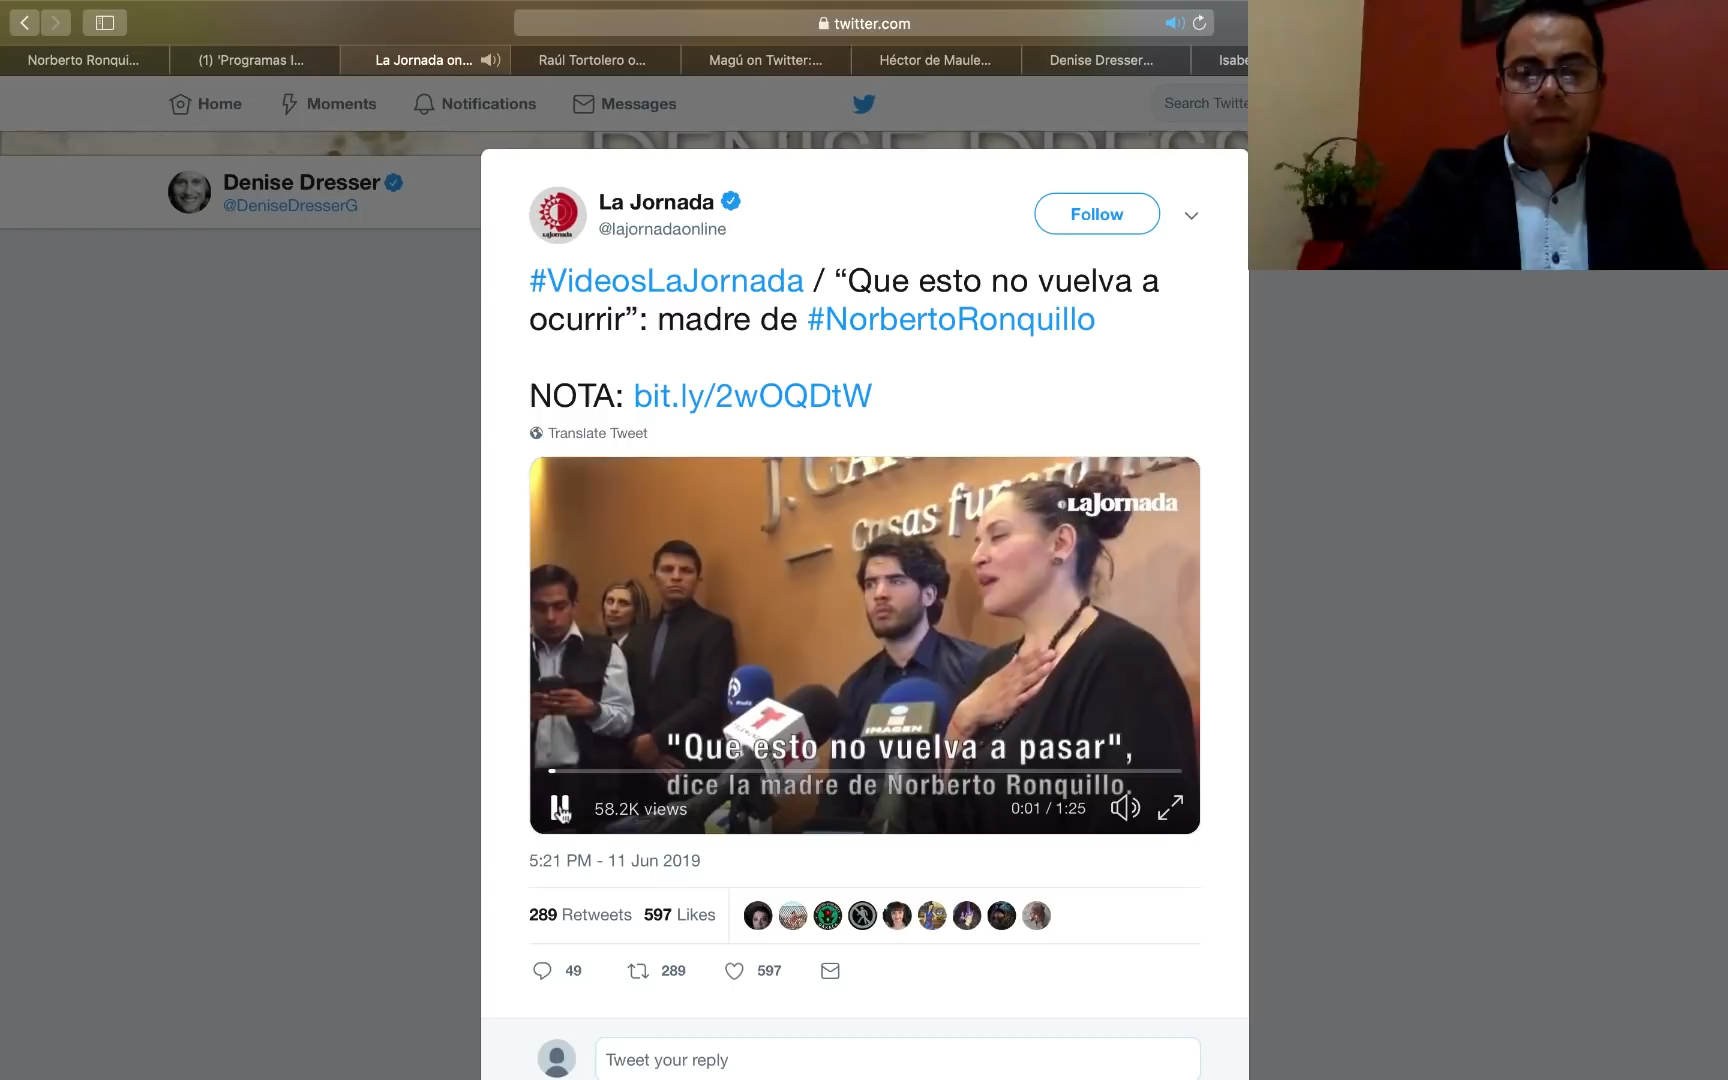 twitter.com
Norberto Ronqui...
(1) 'Programas I...
La Jornada on...
Raúl Tortolero o...
Magú on Twitter:...
Héctor de Maule...
Denise Dresser...
Isabe
Home
Moments
Notifications
Messages
Search Twitte
DENISE DRESS
Denise Dresser
@DeniseDresserG
La Jornada
@lajornadaonline
Follow
#VideosLaJornada / “Que esto no vuelva a
ocurrir”: madre de #NorbertoRonquillo
NOTA: bit.ly/2wOQDtW
Translate Tweet
LaJornada
Casas
IMAGEN
"Que esto no vuelva a pasar",
dice la madre de Norberto Ronquillo.
58.2K views
0:01 / 1:25
5:21 PM - 11 Jun 2019
289 Retweets 597 Likes
49
289
597
Tweet your reply